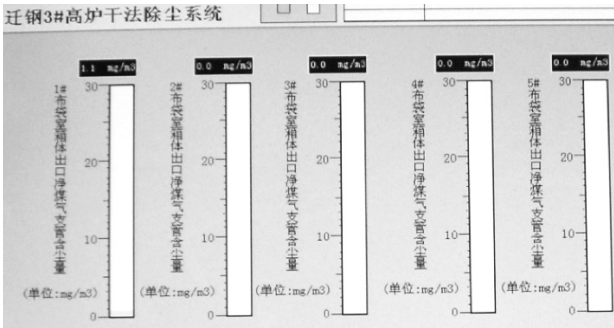 迁钢3#高炉干法除尘系统
1.1 mg/m3
0.0 mg/m3
0.0 mg/m3
0.0 mg/m3
0.0 mg/m3
1#布袋室箱体出口净煤气支管含尘量
30
20
10
0
(单位:mg/m3)
2#布袋室箱体出口净煤气支管含尘量
30
20
10
0
(单位:mg/m3)
3#布袋室箱体出口净煤气支管含尘量
30
20
10
0
(单位:mg/m3)
4#布袋室箱体出口净煤气支管含尘量
30
20
10
0
(单位:mg/m3)
5#布袋室箱体出口净煤气支管含尘量
30
20
10
0
(单位:mg/m3)